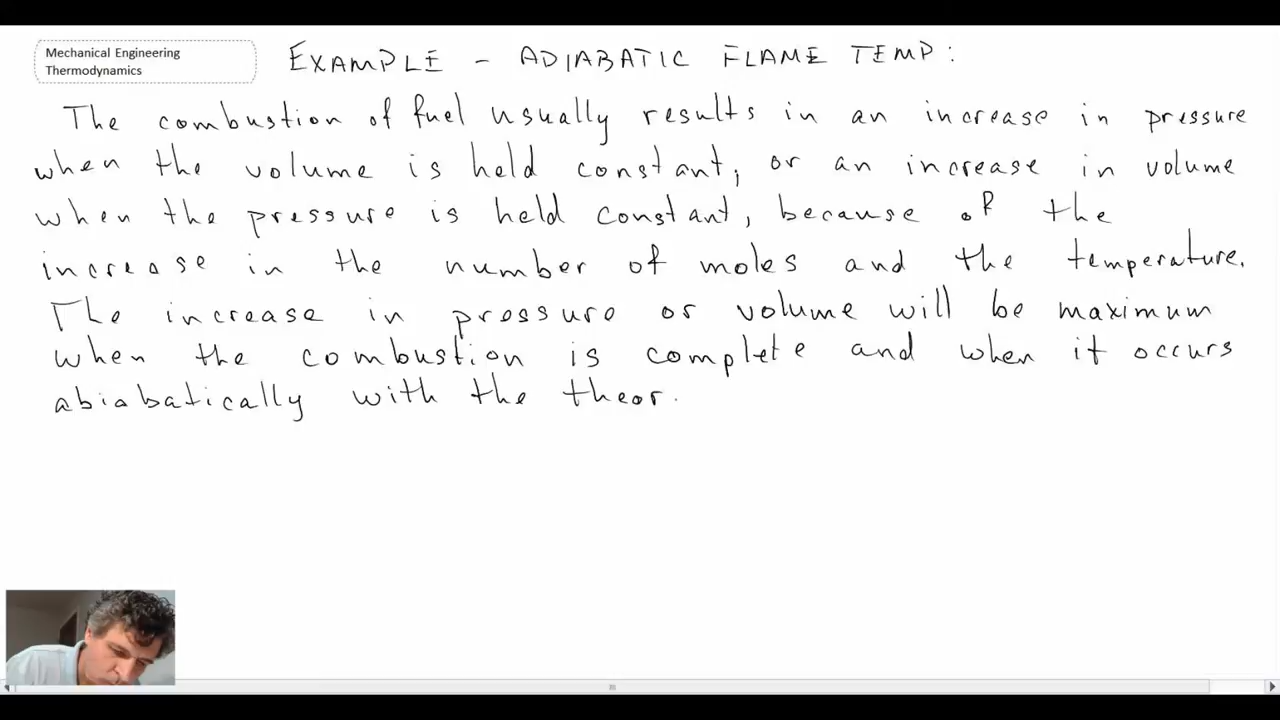 Mechanical Engineering
Thermodynamics
EXAMPLE - ADIABATIC FLAME TEMP:
The combustion of fuel usually results in an increase in pressure
when the volume is held constant, or an increase in volume
when the pressure is held constant, because of the
increase in the number of moles and the temperature.
The increase in pressure or volume will be maximum
when the combustion is complete and when it occurs
abiabatically with the theor.